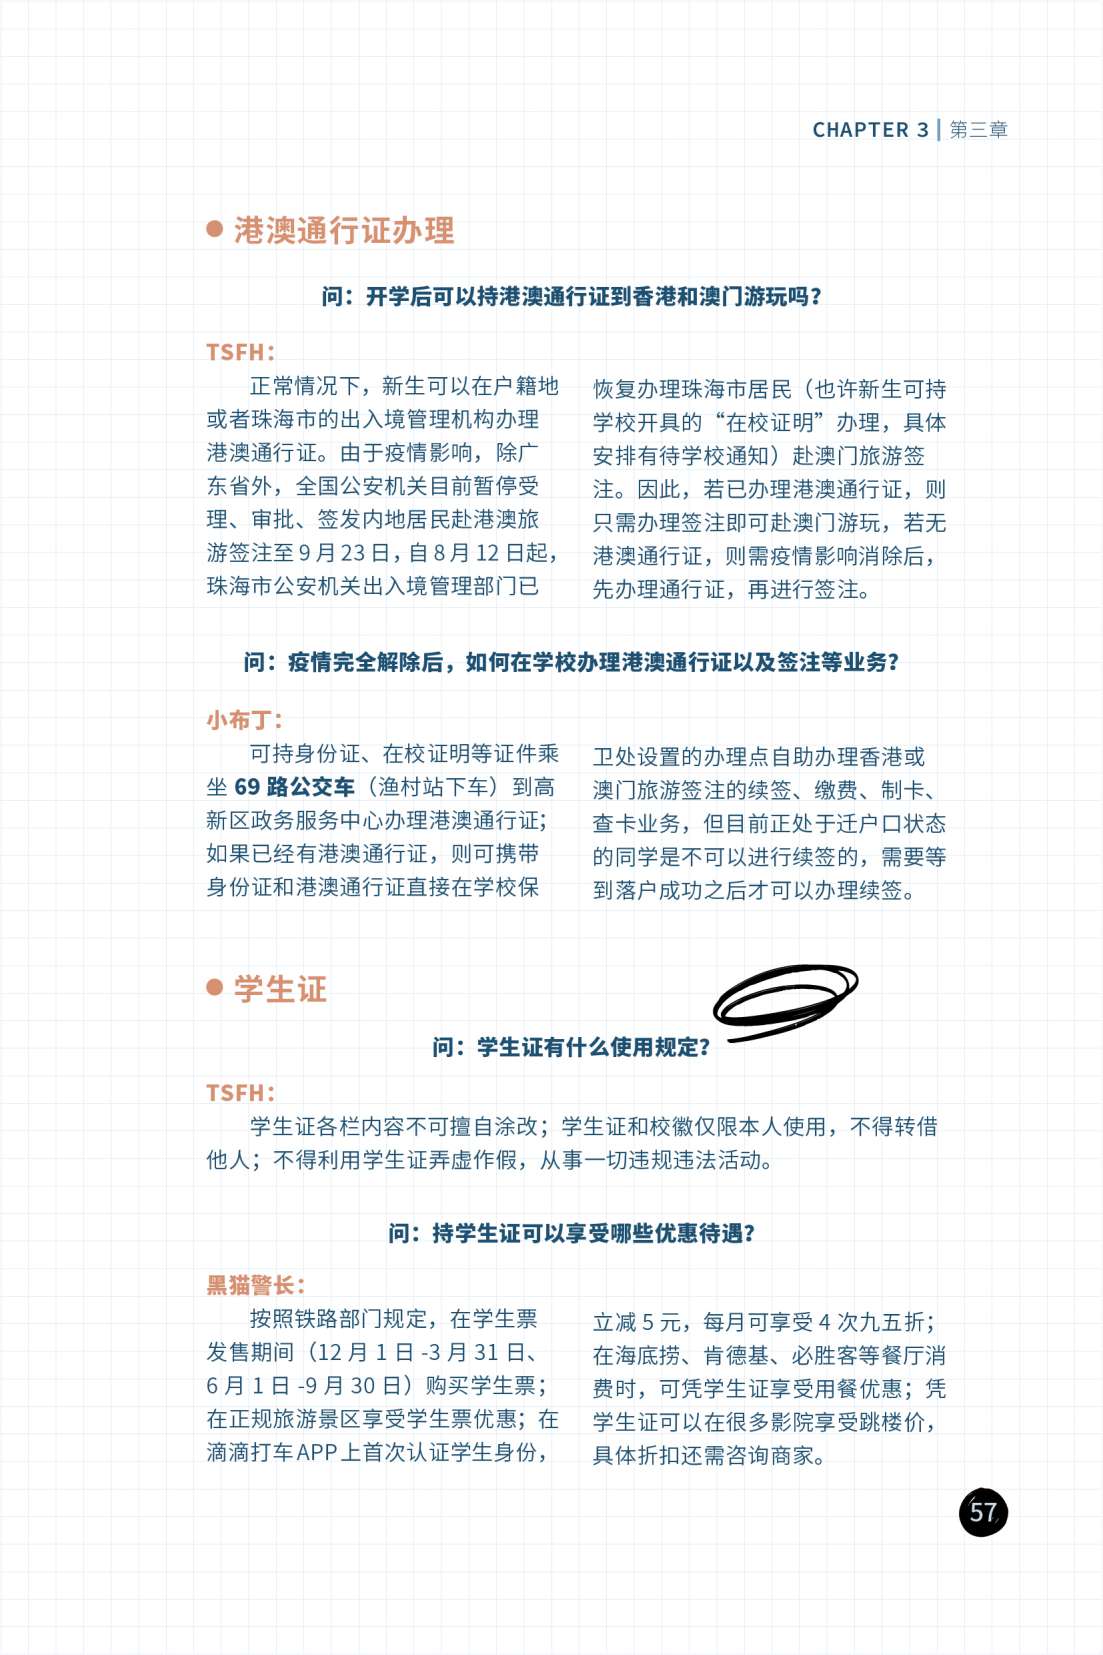 CHAPTER 3 | 第三章
港澳通行证办理
问：开学后可以持港澳通行证到香港和澳门游玩吗？
TSFH：
正常情况下，新生可以在户籍地
或者珠海市的出入境管理机构办理
港澳通行证。由于疫情影响，除广
东省外，全国公安机关目前暂停受
理、审批、签发内地居民赴港澳旅
游签注至 9 月 23 日，自 8 月 12 日起，
珠海市公安机关出入境管理部门已
恢复办理珠海市居民（也许新生可持
学校开具的“在校证明”办理，具体
安排有待学校通知）赴澳门旅游签
注。因此，若已办理港澳通行证，则
只需办理签注即可赴澳门游玩，若无
港澳通行证，则需疫情影响消除后，
先办理通行证，再进行签注。
问：疫情完全解除后，如何在学校办理港澳通行证以及签注等业务？
小布丁：
可持身份证、在校证明等证件乘
坐 69 路公交车（渔村站下车）到高
新区政务服务中心办理港澳通行证；
如果已经有港澳通行证，则可携带
身份证和港澳通行证直接在学校保
卫处设置的办理点自助办理香港或
澳门旅游签注的续签、缴费、制卡、
查卡业务，但目前正处于迁户口状态
的同学是不可以进行续签的，需要等
到落户成功之后才可以办理续签。
学生证
问：学生证有什么使用规定？
TSFH：
学生证各栏内容不可擅自涂改；学生证和校徽仅限本人使用，不得转借
他人；不得利用学生证弄虚作假，从事一切违规违法活动。
问：持学生证可以享受哪些优惠待遇？
黑猫警长：
按照铁路部门规定，在学生票
发售期间（12 月 1 日 -3 月 31 日、
6 月 1 日 -9 月 30 日）购买学生票；
在正规旅游景区享受学生票优惠；在
滴滴打车 APP 上首次认证学生身份，
立减 5 元，每月可享受 4 次九五折；
在海底捞、肯德基、必胜客等餐厅消
费时，可凭学生证享受用餐优惠；凭
学生证可以在很多影院享受跳楼价，
具体折扣还需咨询商家。
57